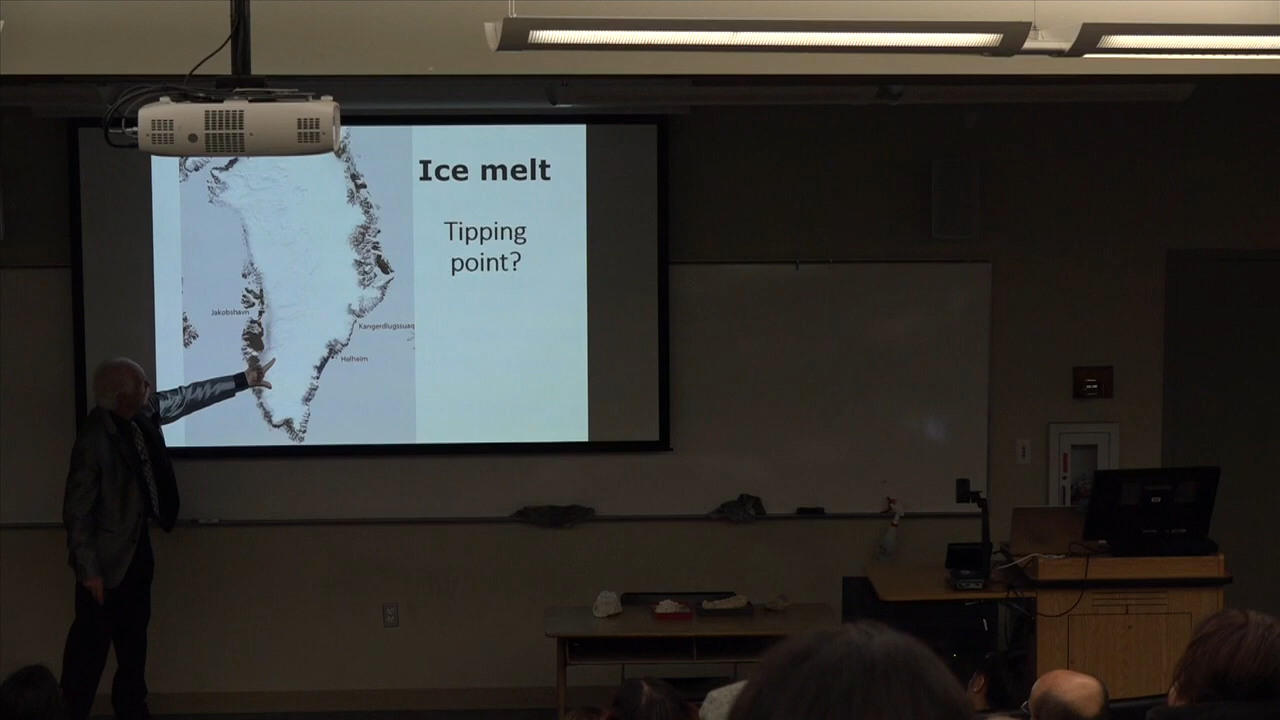 Ice melt
Tipping
point?
Jakobshavn
Kangerdlugssuaq
Helheim